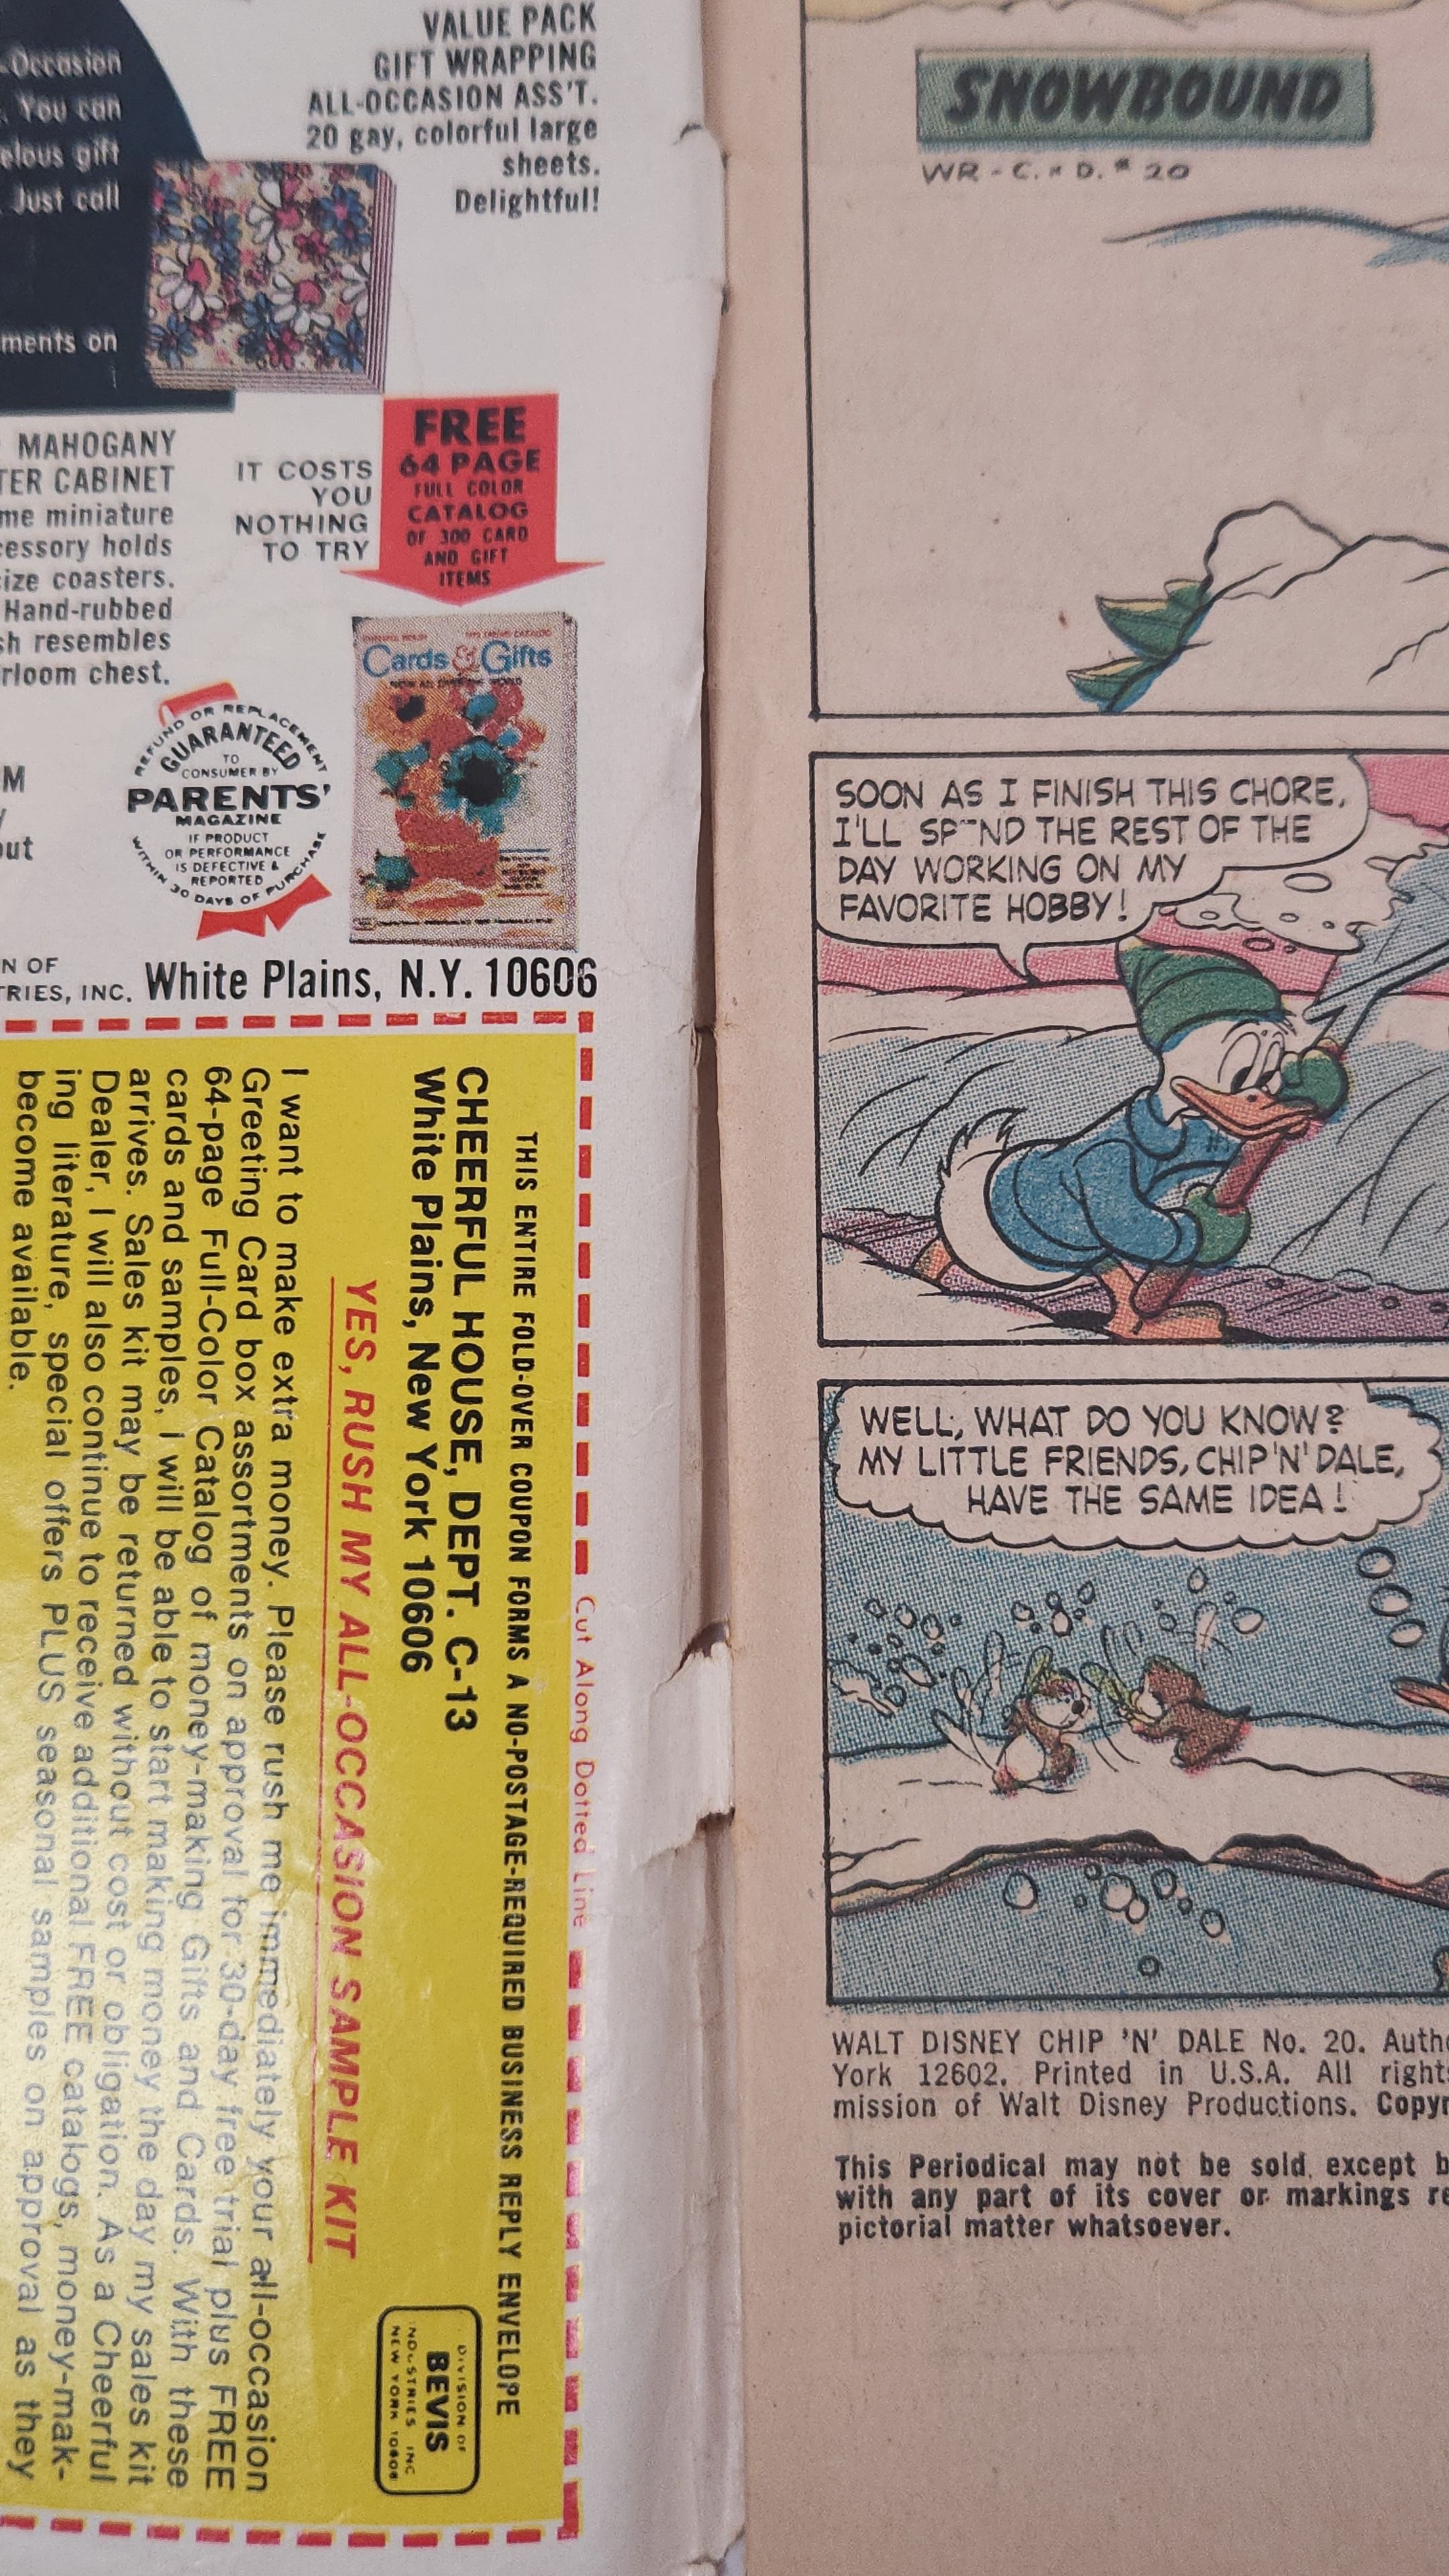 -Occasion
You can
elous gift
Just call
ments on
VALUE PACK
GIFT WRAPPING
ALL-OCCASION ASS'T.
20 gay, colorful large
sheets.
Delightful!
MAHOGANY
TER CABINET
me miniature
cessory holds
ize coasters.
Hand-rubbed
sh resembles
rloom chest.
IT COSTS
YOU
NOTHING
TO TRY
FREE
64 PAGE
FULL COLOR
CATALOG
OF 300 CARD
AND GIFT
ITEMS
Cards & Gifts
REFUND OR REPLACEMENT
GUARANTEED
TO
CONSUMER BY
PARENTS'
MAGAZINE
IF PRODUCT
OR PERFORMANCE
IS DEFECTIVE &
REPORTED
WITHIN 30 DAYS OF PURCHASE
M
out
N OF
TRIES, INC. White Plains, N.Y. 10606
Cut Along Dotted Line
THIS ENTIRE FOLD-OVER COUPON FORMS A NO-POSTAGE-REQUIRED BUSINESS REPLY ENVELOPE
CHEERFUL HOUSE, DEPT. C-13
White Plains, New York 10606
DIVISION OF
BEVIS
INDUSTRIES INC
NEW YORK 10606
YES, RUSH MY ALL-OCCASION SAMPLE KIT
I want to make extra money. Please rush me immediately your all-occasion
Greeting Card box assortments on approval for 30-day free trial plus FREE
64-page Full-Color Catalog of money-making Gifts and Cards. With these
cards and samples, I will be able to start making money the day my sales kit
arrives. Sales kit may be returned without cost or obligation. As a Cheerful
Dealer, I will also continue to receive additional FREE catalogs, money-mak-
ing literature, special offers PLUS seasonal samples on approval as they
become available.
SNOWBOUND
WR-C.N D.#20
SOON AS I FINISH THIS CHORE,
I'LL SP ND THE REST OF THE
DAY WORKING ON MY
FAVORITE HOBBY!
WELL, WHAT DO YOU KNOW?
MY LITTLE FRIENDS, CHIP 'N' DALE,
HAVE THE SAME IDEA!
WALT DISNEY CHIP 'N' DALE No. 20. Autho
York 12602. Printed in U.S.A. All rights
mission of Walt Disney Productions. Copyr
This Periodical may not be sold except b
with any part of its cover or markings re
pictorial matter whatsoever.